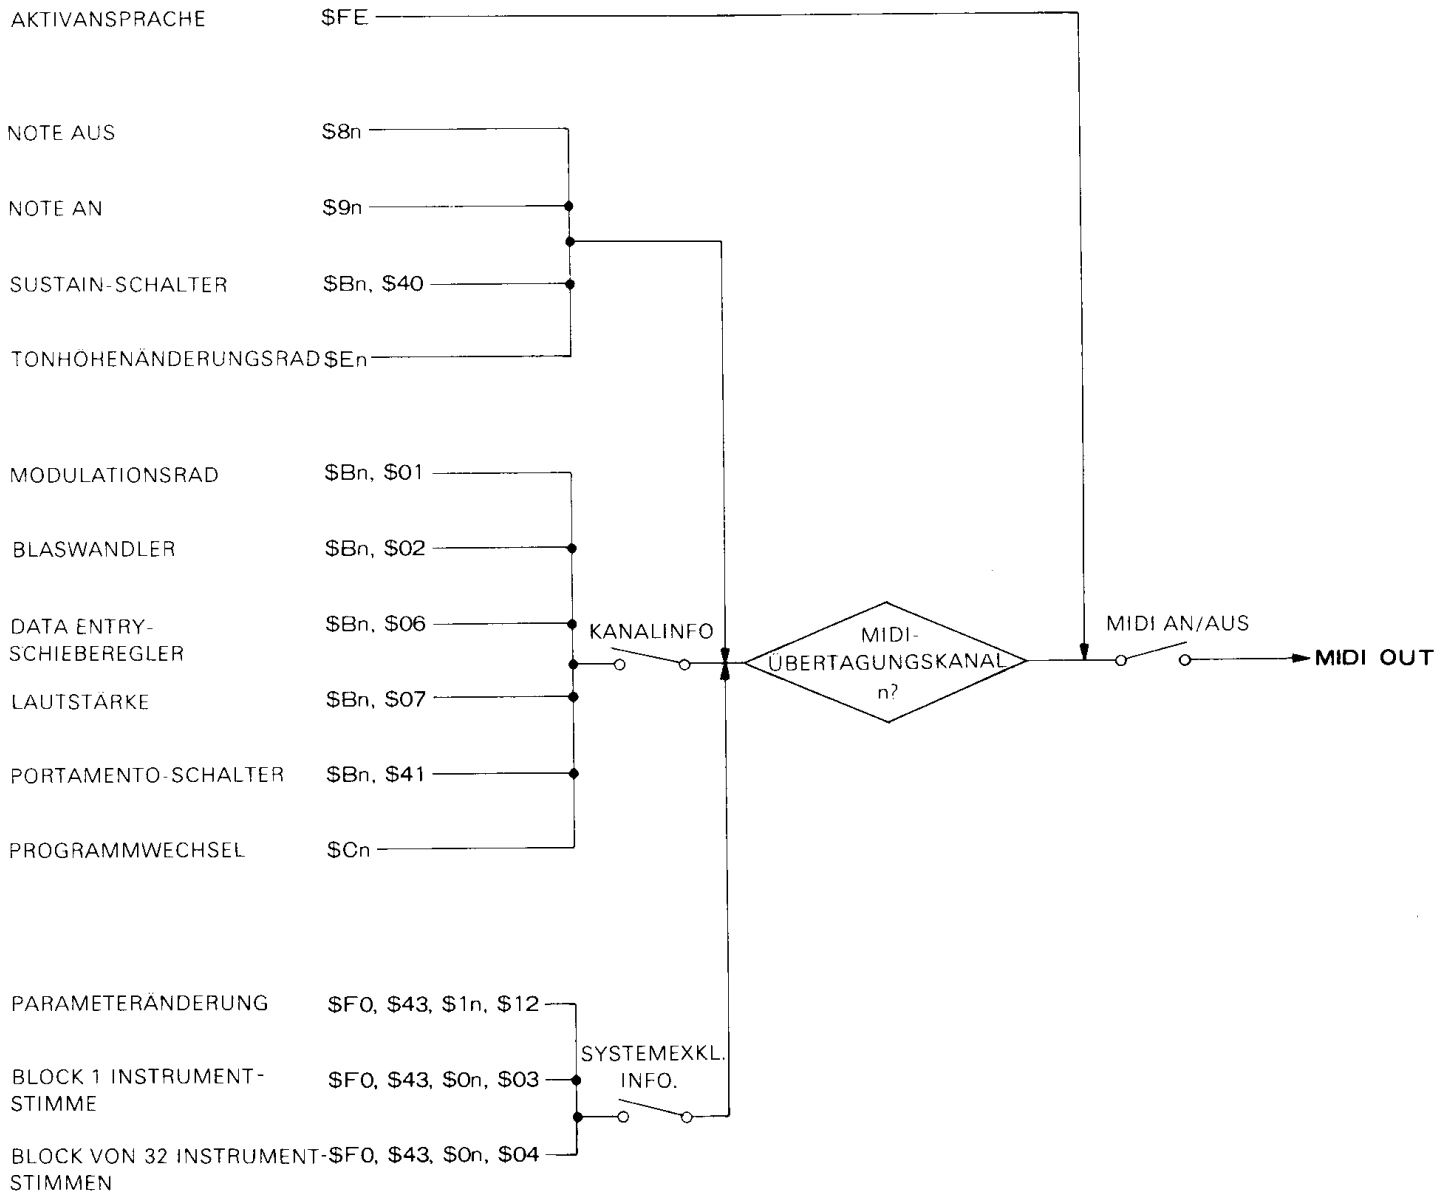 AKTIVANSPRACHE $FE
NOTE AUS $8n
NOTE AN $9n
SUSTAIN-SCHALTER $Bn, $40
TONHÖHENÄNDERUNGSRAD $En
MODULATIONSRAD $Bn, $01
BLASWANDLER $Bn, $02
DATA ENTRY- $Bn, $06
SCHIEBEREGLER
KANALINFO
MIDI-
ÜBERTAGUNGSKANAL
n?
MIDI AN/AUS
MIDI OUT
LAUTSTÄRKE $Bn, $07
PORTAMENTO-SCHALTER $Bn, $41
PROGRAMMWECHSEL $Cn
PARAMETERÄNDERUNG $F0, $43, $1n, $12
SYSTEMEXKL.
INFO.
BLOCK 1 INSTRUMENT- $F0, $43, $0n, $03
STIMME
BLOCK VON 32 INSTRUMENT- $F0, $43, $0n, $04
STIMMEN